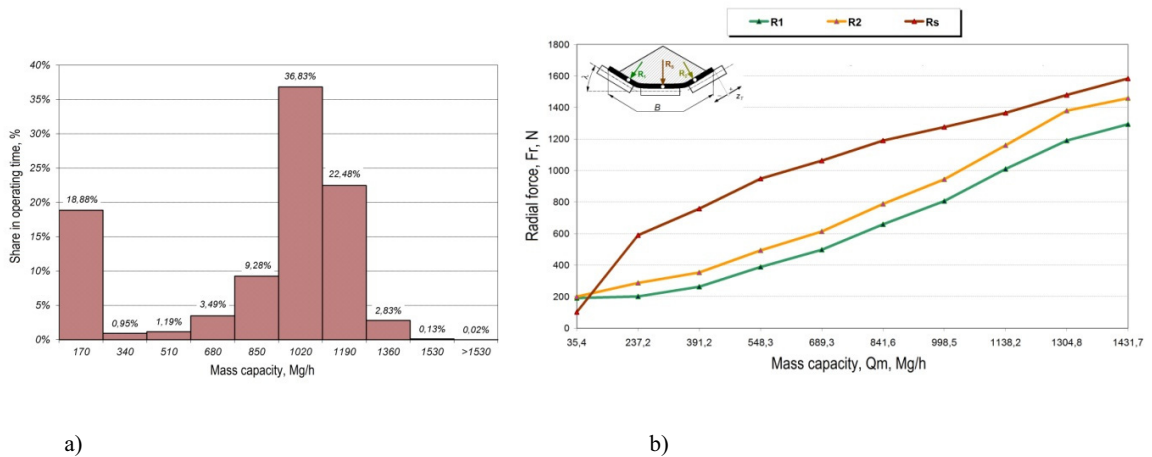 40%
35%
30%
25%
20%
15%
10%
5%
0%
Share in operating time, %
18,88%
0,95%
1,19%
3,49%
9,28%
36,83%
22,48%
2,83%
0,13%
0,02%
170 340 510 680 850 1020 1190 1360 1530 >1530
Mass capacity, Mg/h
a)
R1 R2 Rs
1800
1600
1400
1200
1000
800
600
400
200
0
Radial force, Fr, N
λ
B
35,4 237,2 391,2 548,3 689,3 841,6 998,5 1138,2 1304,8 1431,7
Mass capacity, Qm, Mg/h
b)